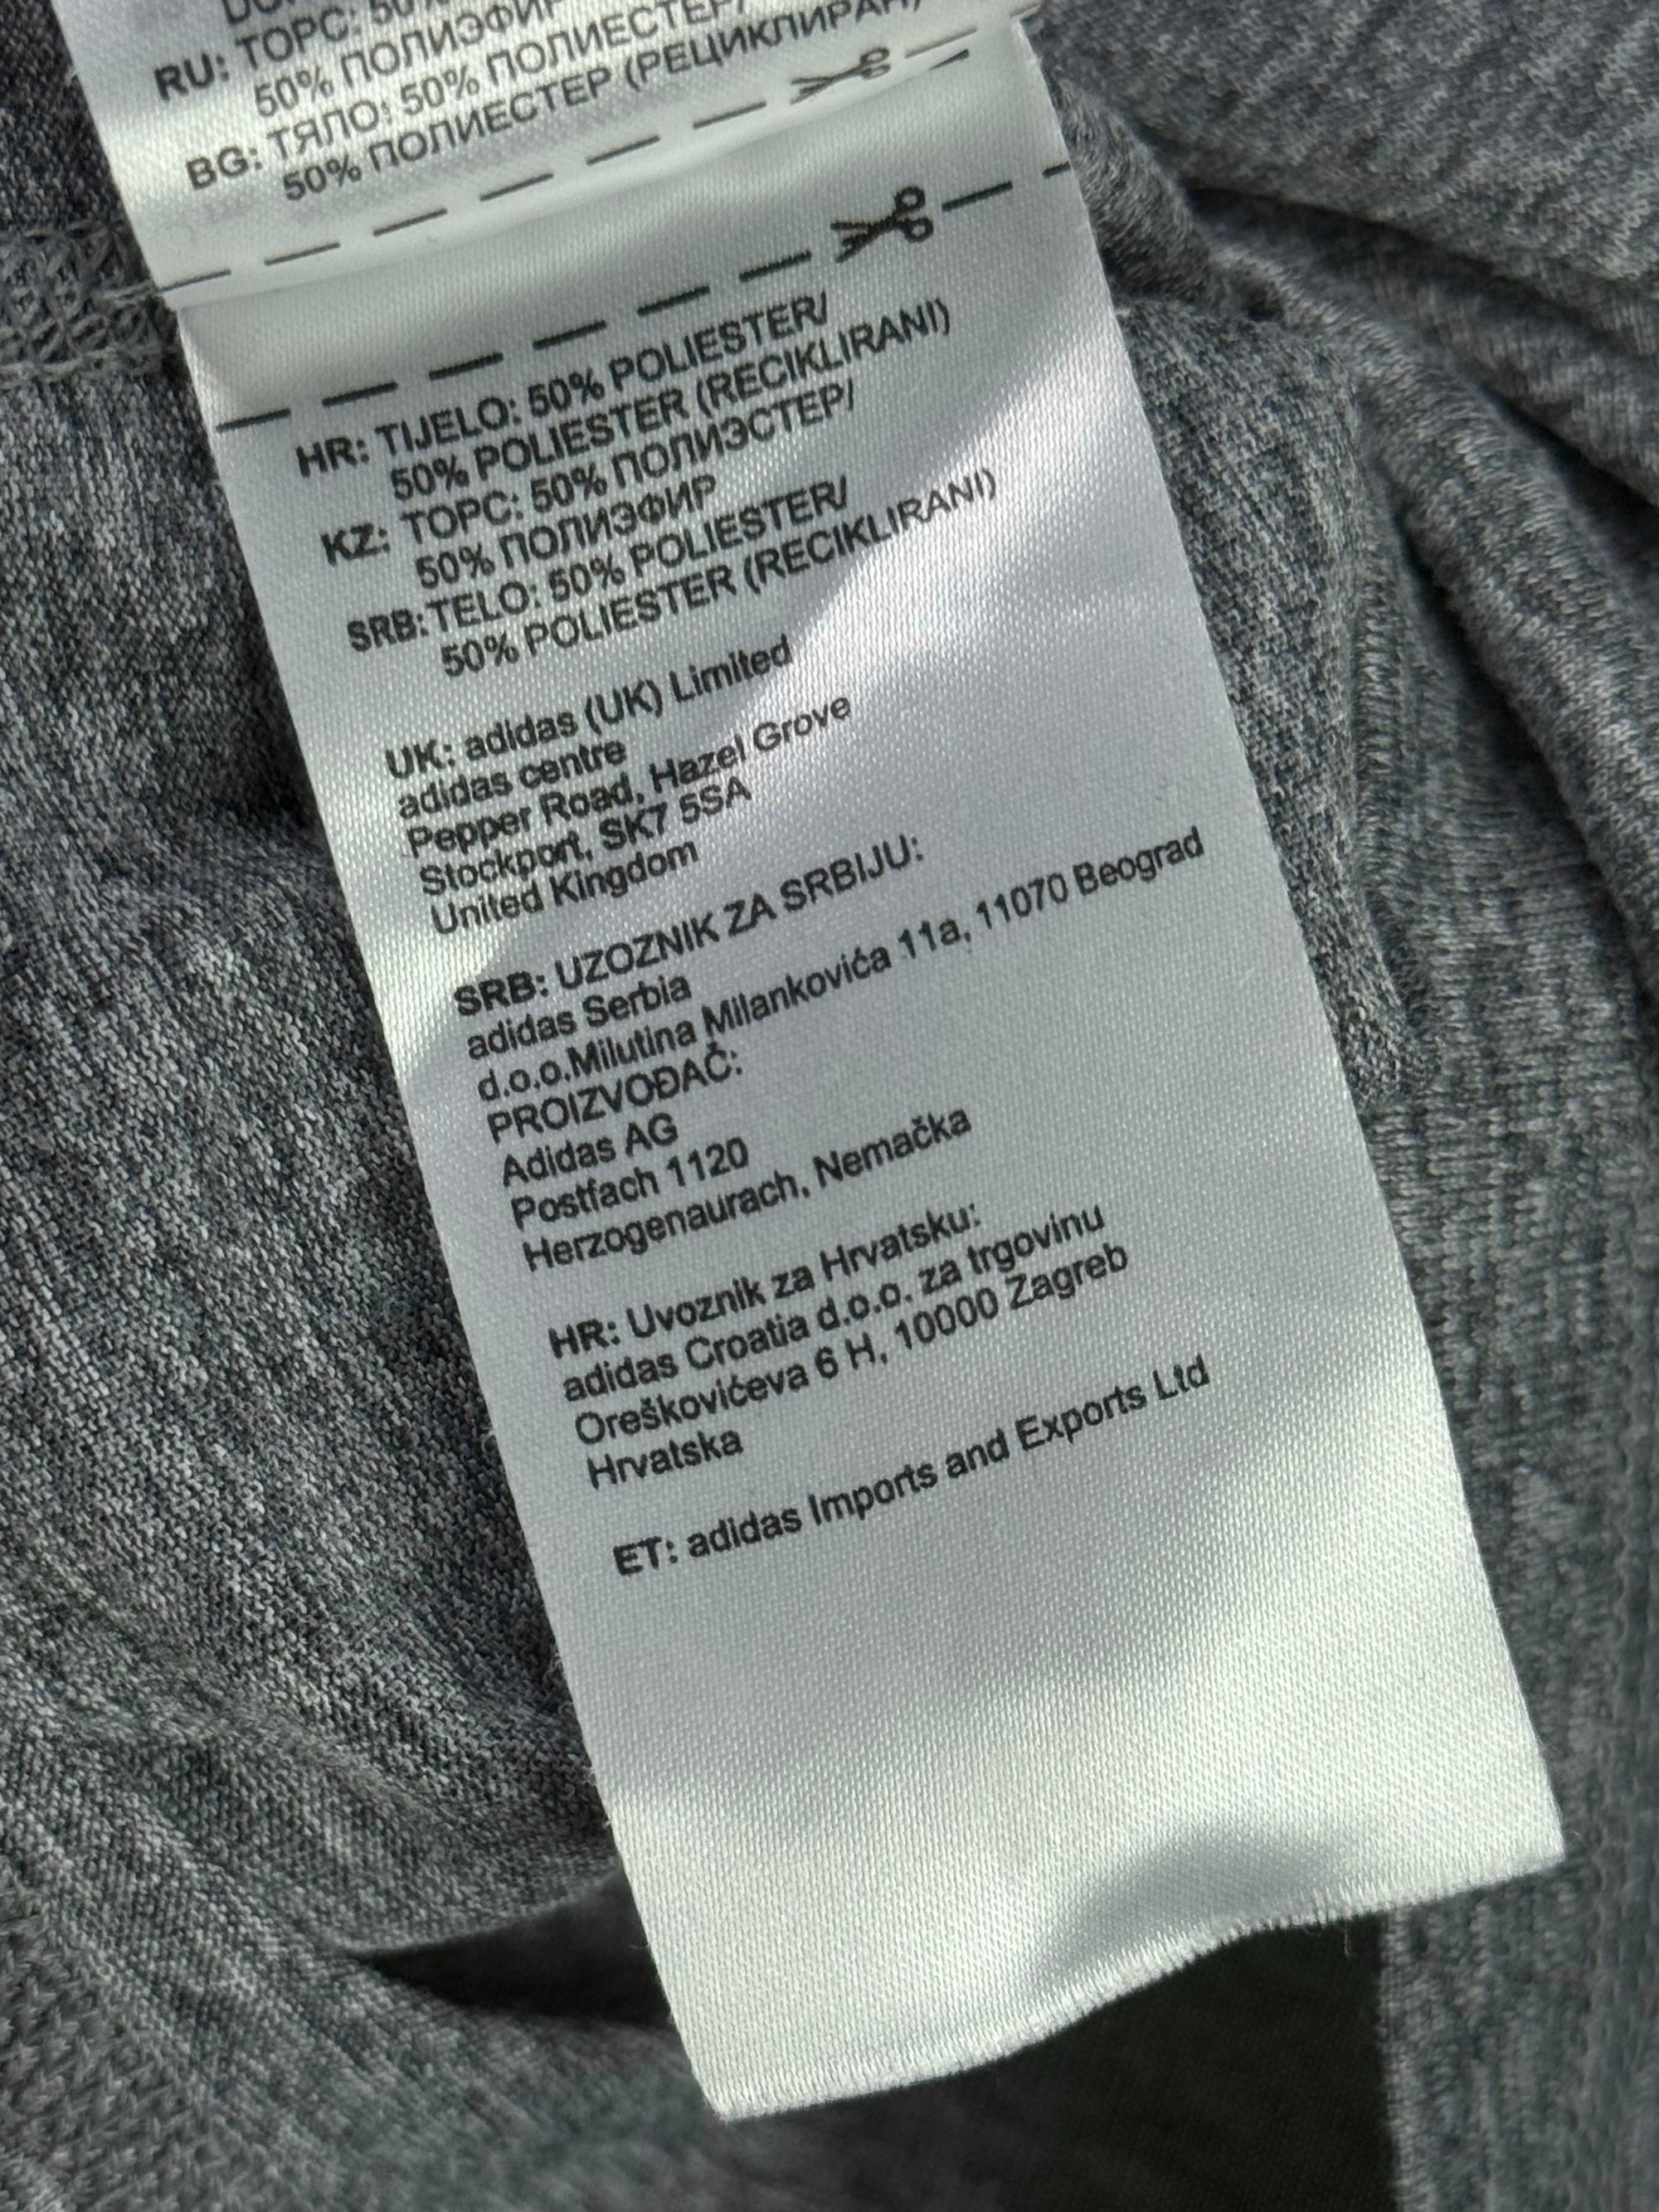 RU: ТОРС: 50%
50% ПОЛИЭФИР
BG: ТЯЛО: 50% ПОЛИЕСТЕР/
50% ПОЛИЕСТЕР (РЕЦИКЛИРАН)
HR: TIJELO: 50% POLIESTER/
50% POLIESTER (RECIKLIRANI)
KZ: ТОРС: 50% ПОЛИЭСТЕР/
50% ПОЛИЭФИР
SRB: TELO: 50% POLIESTER/
50% POLIESTER (RECIKLIRANI)
UK: adidas (UK) Limited
adidas centre
Pepper Road, Hazel Grove
Stockport, SK7 5SA
United Kingdom
SRB: UZOZNIK ZA SRBIJU:
adidas Serbia
d.o.o.Milutina Milankovića 11a, 11070 Beograd
PROIZVOĐAČ:
Adidas AG
Postfach 1120
Herzogenaurach, Nemačka
HR: Uvoznik za Hrvatsku:
adidas Croatia d.o.o. za trgovinu
Oreškovićeva 6 H, 10000 Zagreb
Hrvatska
ET: adidas Imports and Exports Ltd